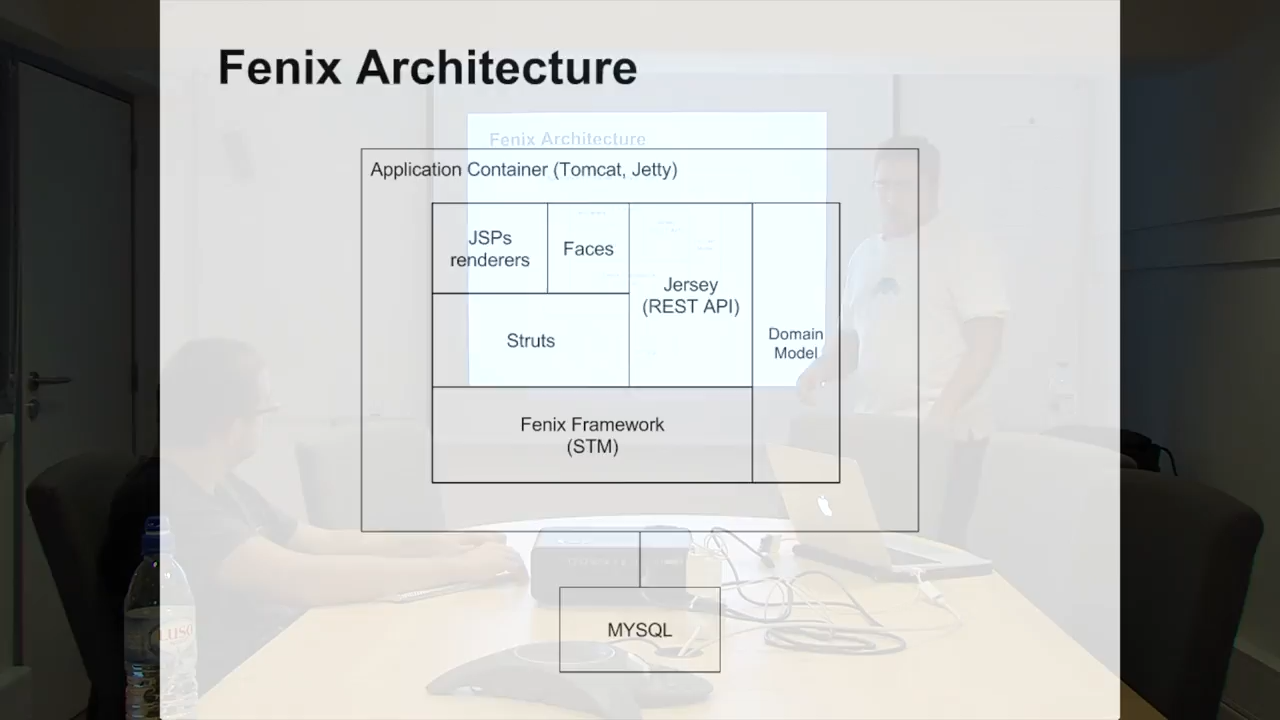 Fenix Architecture
Fenix Architecture
Application Container (Tomcat, Jetty)
JSPs
renderers
Faces
Jersey
(REST API)
Struts
Domain
Model
Fenix Framework
(STM)
MYSQL
LUSO